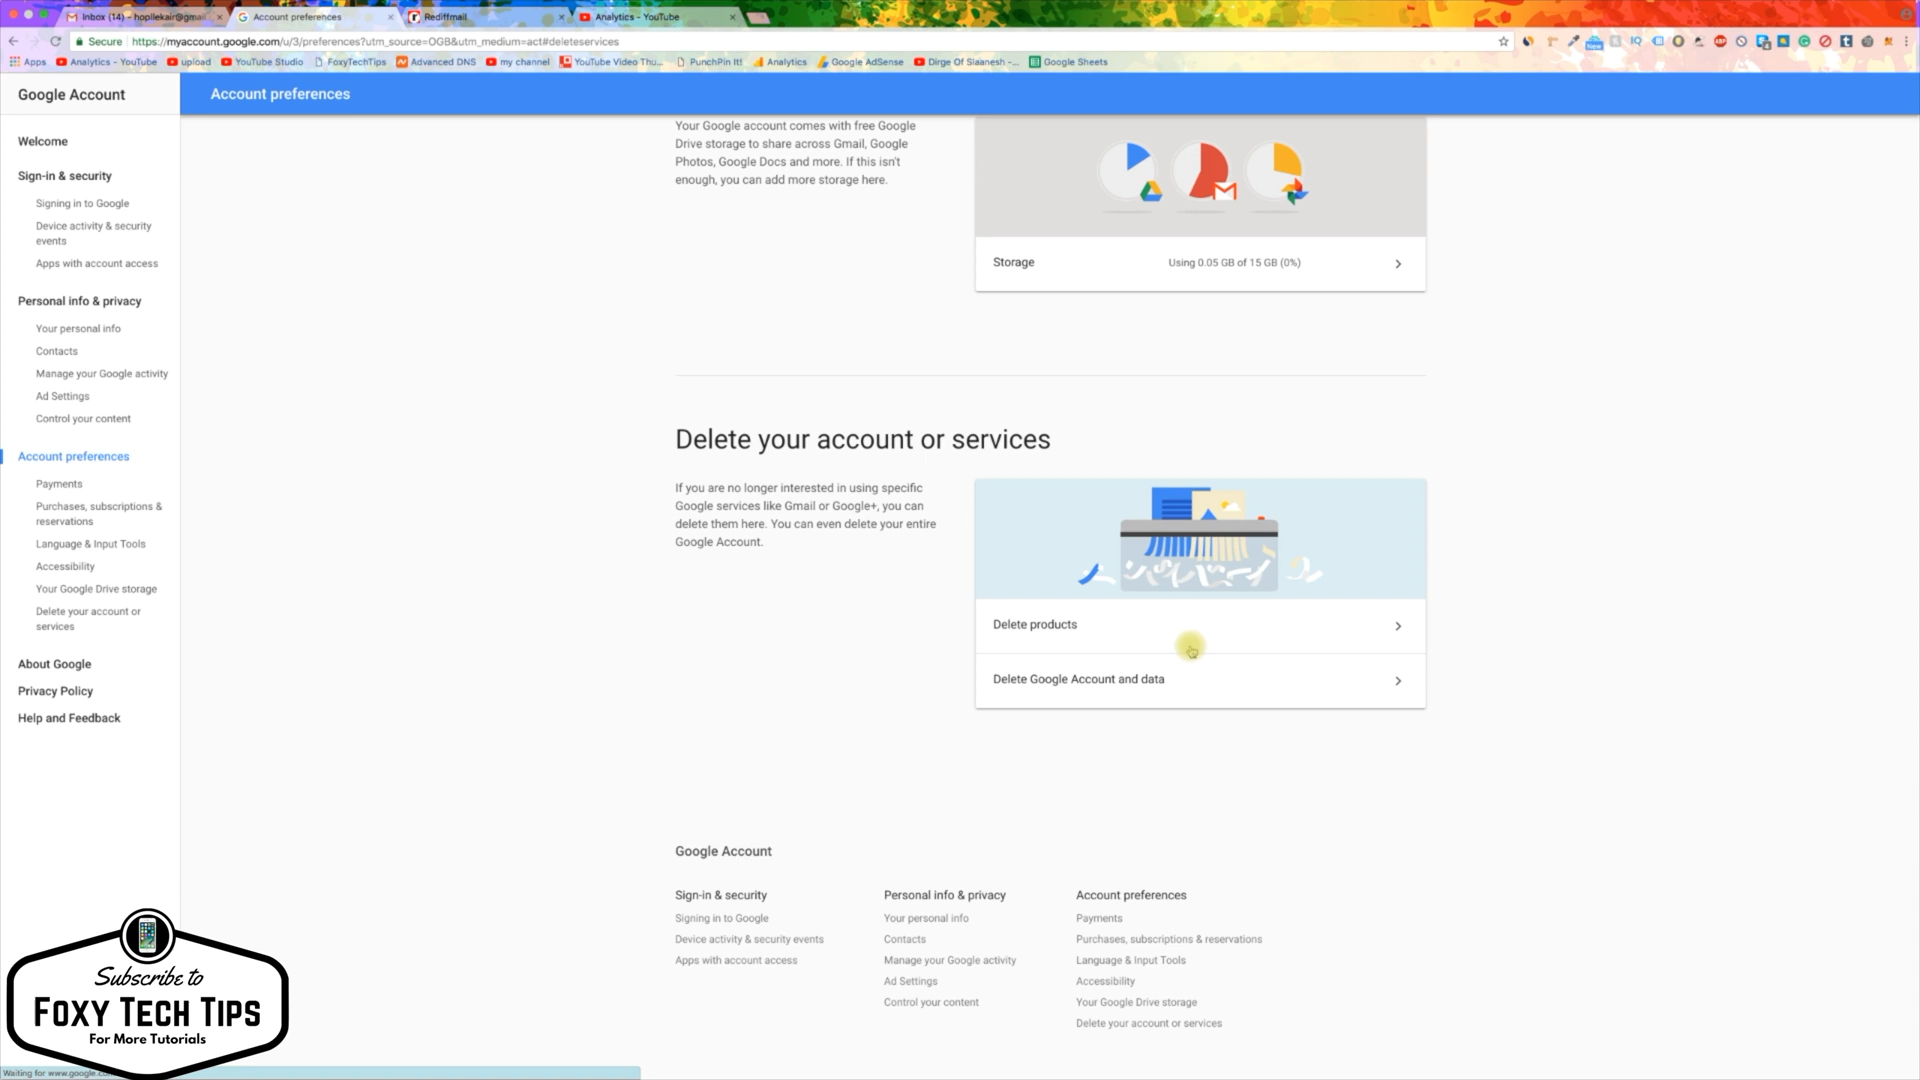 Inbox (14) - hopilekair@gmail
Account preferences
Rediffmail
Analytics - YouTube
Secure
https://myaccount.google.com/u/3/preferences?utm_source=OGB&utm_medium=act#deleteservices
Apps
Analytics - YouTube
upload
YouTube Studio
FoxyTechTips
Advanced DNS
my channel
YouTube Video Thu...
PunchPin It!
Analytics
Google AdSense
Dirge Of Slaanesh -...
Google Sheets
Google Account
Account preferences
Welcome
Sign-in & security
Signing in to Google
Device activity & security
events
Apps with account access
Personal info & privacy
Your personal info
Contacts
Manage your Google activity
Ad Settings
Control your content
Account preferences
Payments
Purchases, subscriptions &
reservations
Language & Input Tools
Accessibility
Your Google Drive storage
Delete your account or
services
About Google
Privacy Policy
Help and Feedback
Your Google account comes with free Google
Drive storage to share across Gmail, Google
Photos, Google Docs and more. If this isn't
enough, you can add more storage here.
Storage
Using 0.05 GB of 15 GB (0%)
Delete your account or services
If you are no longer interested in using specific
Google services like Gmail or Google+, you can
delete them here. You can even delete your entire
Google Account.
Delete products
Delete Google Account and data
Google Account
Sign-in & security
Signing in to Google
Device activity & security events
Apps with account access
Personal info & privacy
Your personal info
Contacts
Manage your Google activity
Ad Settings
Control your content
Account preferences
Payments
Purchases, subscriptions & reservations
Language & Input Tools
Accessibility
Your Google Drive storage
Delete your account or services
Subscribe to
FOXY TECH TIPS
For More Tutorials
Waiting for www.google.